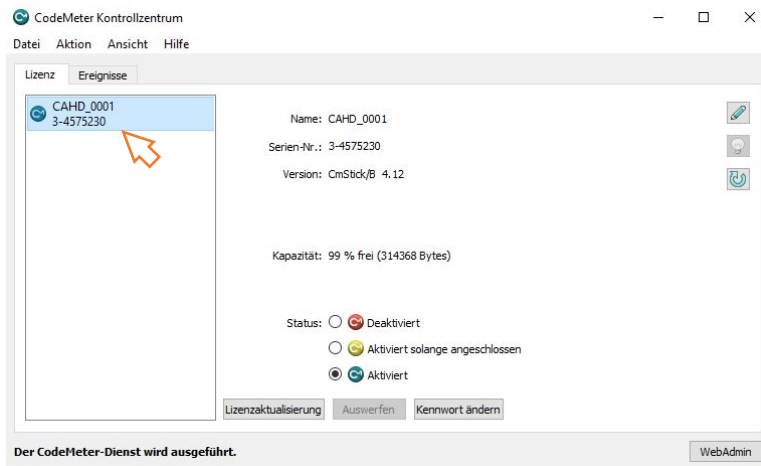 CodeMeter Kontrollzentrum
Datei Aktion Ansicht Hilfe
Lizenz Ereignisse
CAHD_0001
3-4575230
Name: CAHD_0001
Serien-Nr.: 3-4575230
Version: CmStick/B 4.12
Kapazität: 99 % frei (314368 Bytes)
Status: Deaktiviert
Aktiviert solange angeschlossen
Aktiviert
Lizenzaktualisierung Auswerfen Kennwort ändern
Der CodeMeter-Dienst wird ausgeführt. WebAdmin